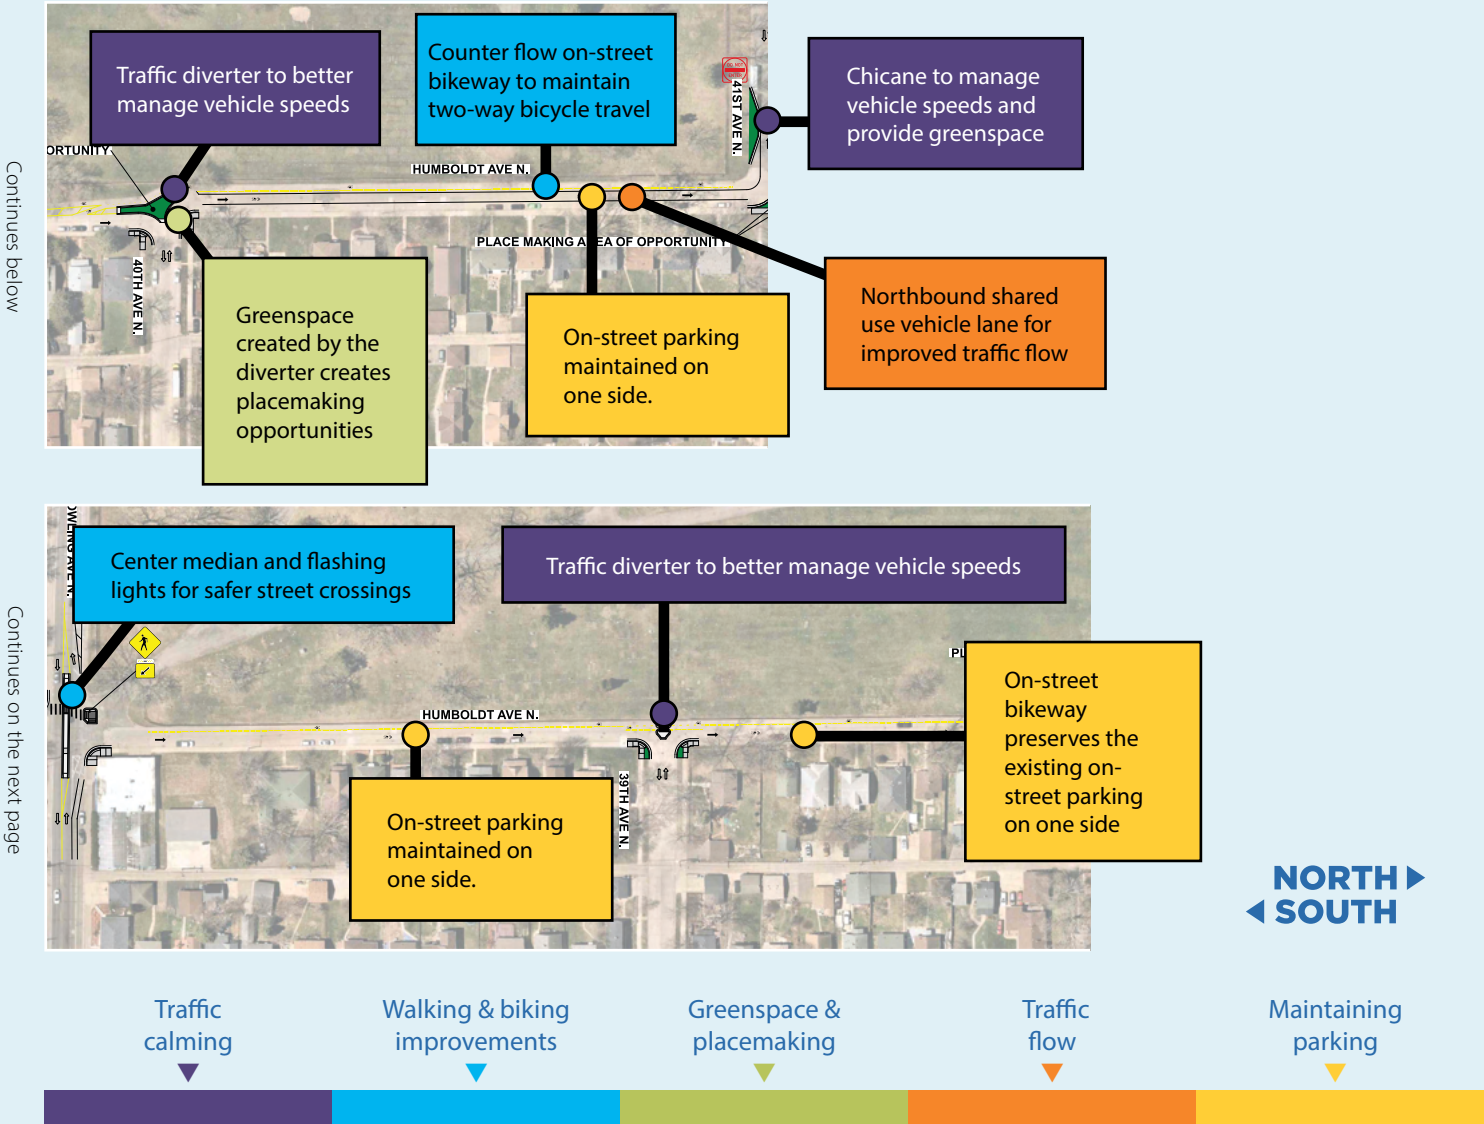 Traffic diverter to better
manage vehicle speeds
Counter flow on-street
bikeway to maintain
two-way bicycle travel
Chicane to manage
vehicle speeds and
provide greenspace
41ST AVE N.
ORTUNITY
HUMBOLDT AVE N.
PLACE MAKING AREA OF OPPORTUNITY
40TH AVE N.
Continues below
Greenspace
created by the
diverter creates
placemaking
opportunities
On-street parking
maintained on
one side.
Northbound shared
use vehicle lane for
improved traffic flow
OWLING AVE N.
Center median and flashing
lights for safer street crossings
Traffic diverter to better manage vehicle speeds
PL
HUMBOLDT AVE N.
39TH AVE N.
Continues on the next page
On-street parking
maintained on
one side.
On-street
bikeway
preserves the
existing on-
street parking
on one side
NORTH
SOUTH
Traffic
calming
Walking & biking
improvements
Greenspace &
placemaking
Traffic
flow
Maintaining
parking